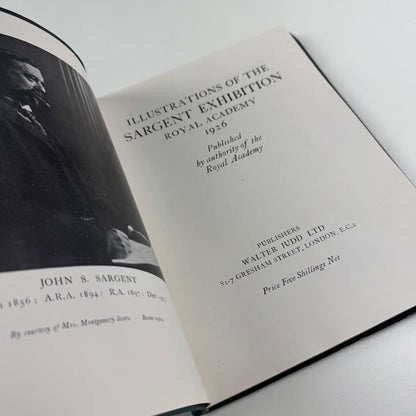 JOHN S. SARGENT
1856: A.R.A. 1894: R.A. 1897:
By courtesy of Mrs. Montgomery Sears.
ILLUSTRATIONS OF THE
SARGENT EXHIBITION
ROYAL ACADEMY
1926
Published
by authority of the
Royal Academy
PUBLISHERS
WALTER JUDD LTD
81-7 GRESHAM STREET, LONDON, E.C.2
Price Five Shillings Net